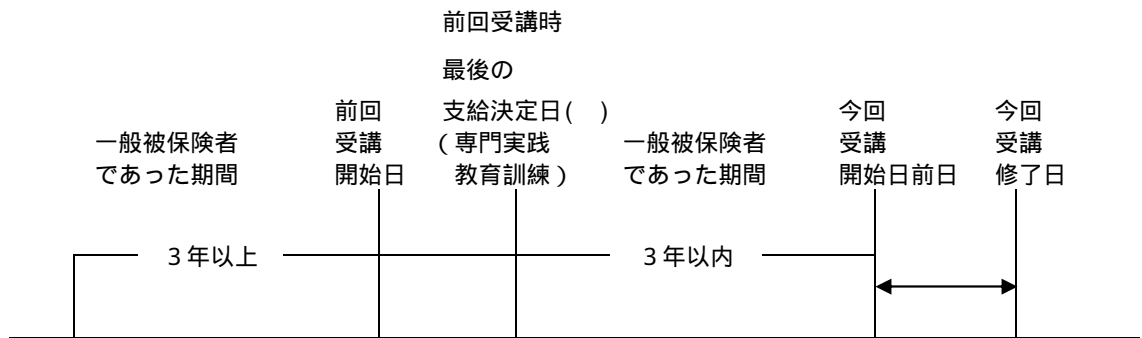 前回受講時
最後の
支給決定日(　)
(専門実践
教育訓練)
一般被保険者
であった期間
前回
受講
開始日
一般被保険者
であった期間
今回
受講
開始日前日
今回
受講
修了日
3年以上
3年以内